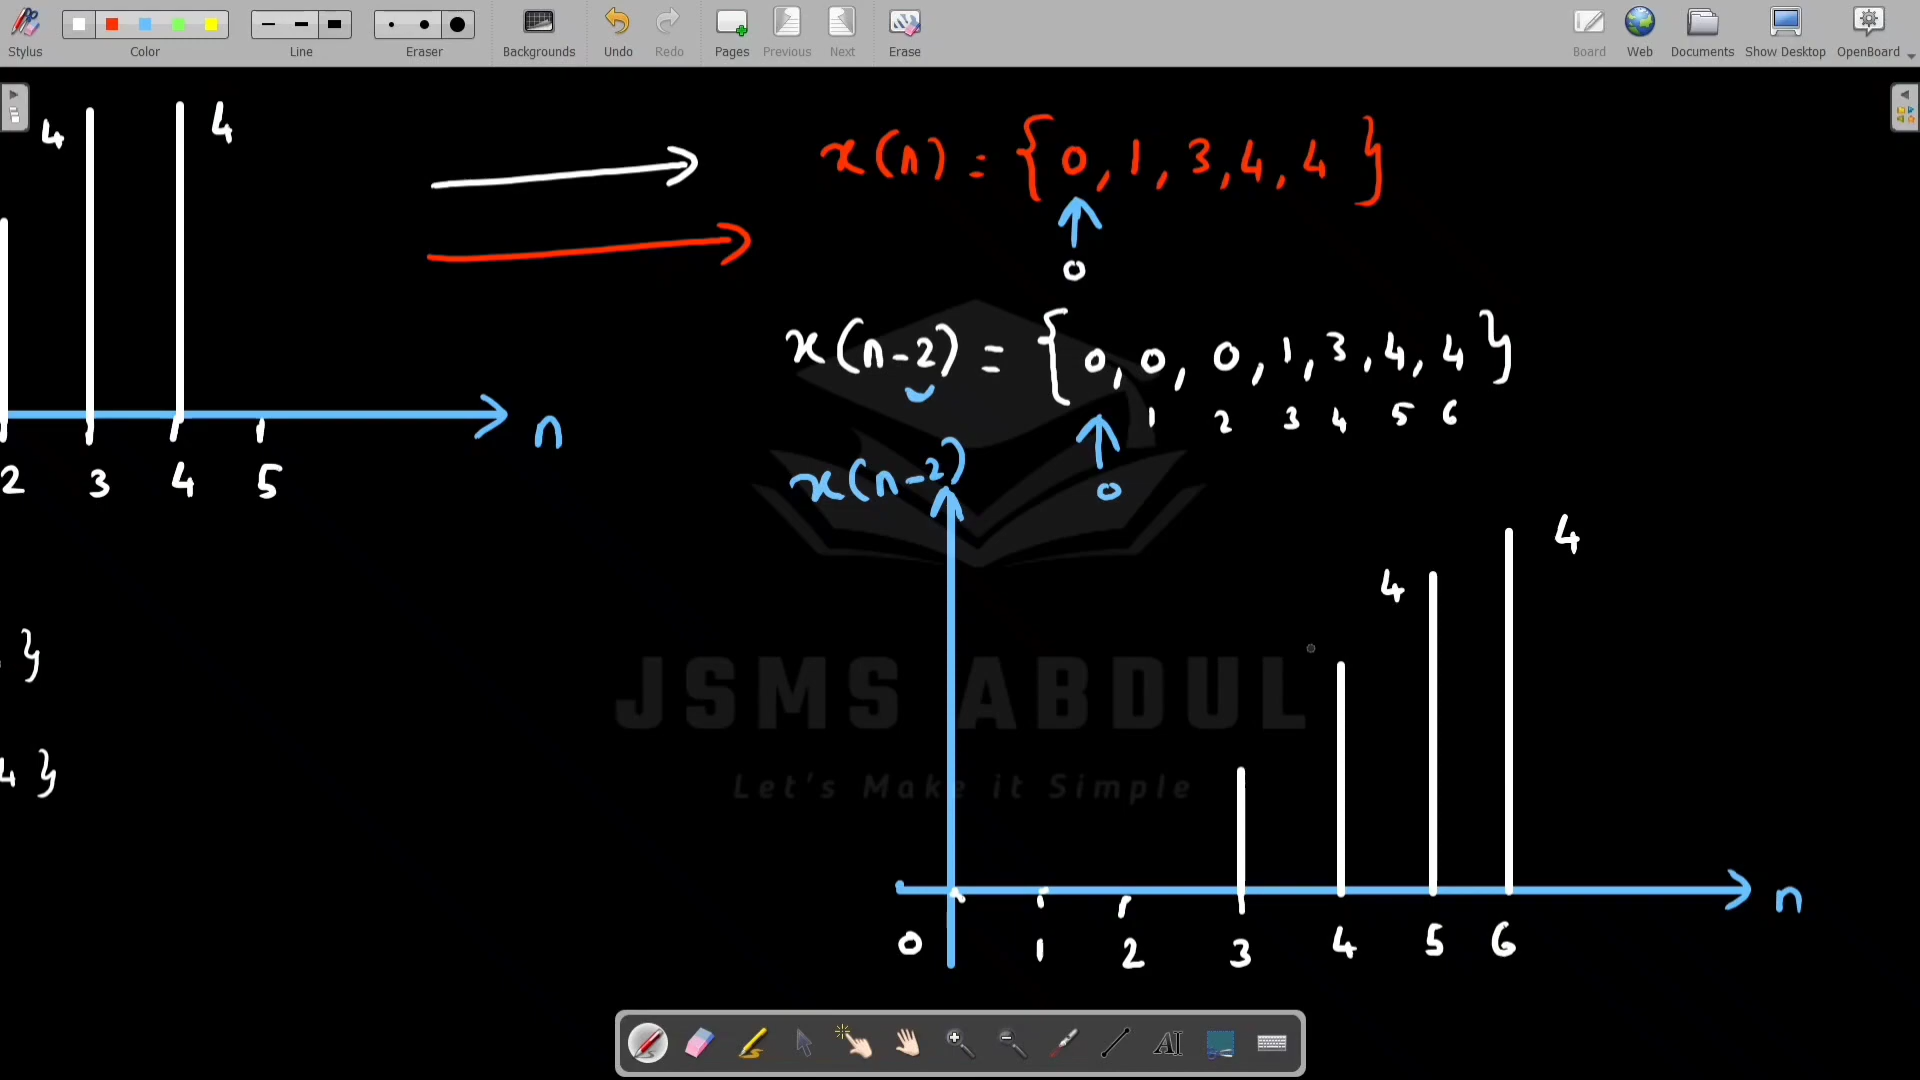 Stylus Color Line Eraser Backgrounds Undo Redo Pages Previous Next Erase Board Web Documents Show Desktop OpenBoard
4 4
x(n) = {0, 1, 3, 4, 4}
0
x(n-2) = {0, 0, 0, 1, 3, 4, 4}
1 2 3 4 5 6
n
2 3 4 5
x(n-2)
0
4
4
}
JSMS ABDUL
4 }
Let's Make it Simple
n
0 1 2 3 4 5 6
AI